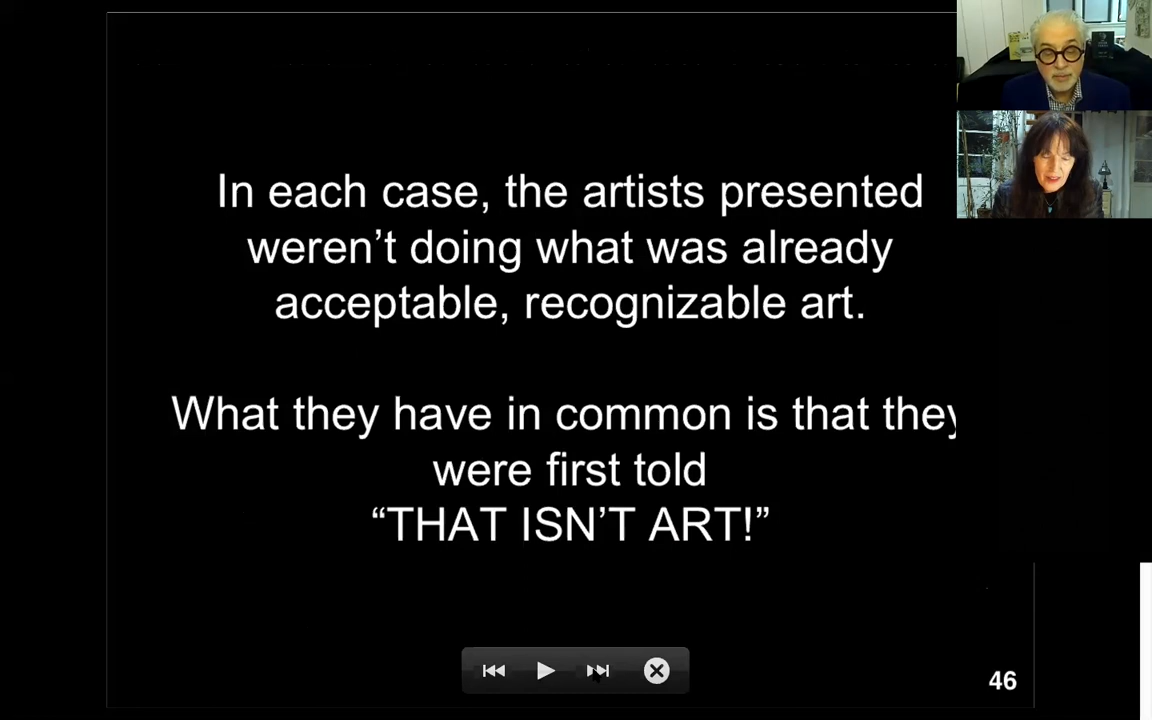 In each case, the artists presented
weren’t doing what was already
acceptable, recognizable art.
What they have in common is that they
were first told
“THAT ISN’T ART!”
46